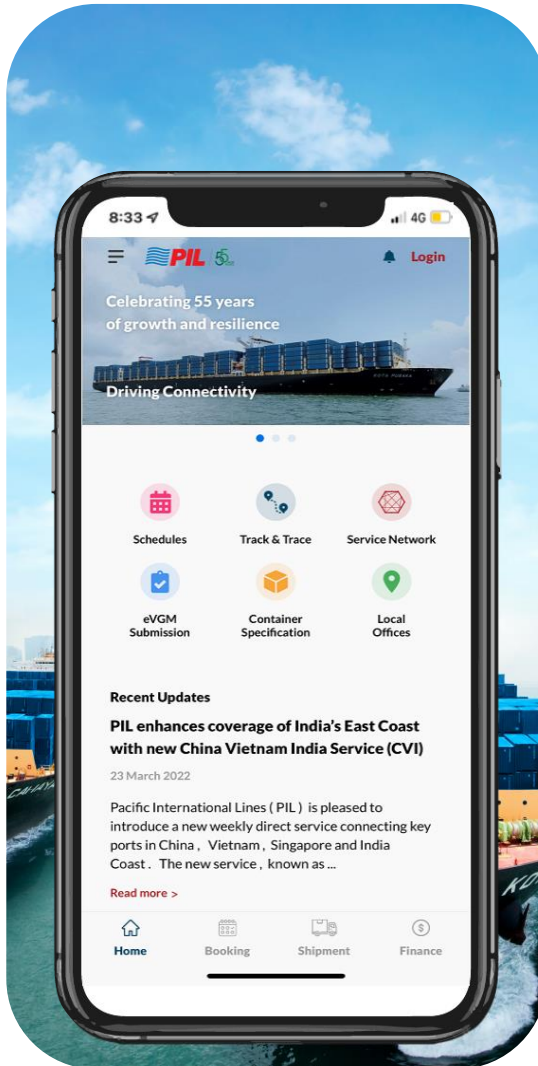 8:33
4G
PIL 55
Login
Celebrating 55 years
of growth and resilience
Driving Connectivity
KOTA
Schedules
Track & Trace
Service Network
eVGM
Submission
Container
Specification
Local
Offices
Recent Updates
PIL enhances coverage of India’s East Coast
with new China Vietnam India Service (CVI)
23 March 2022
Pacific International Lines ( PIL ) is pleased to
introduce a new weekly direct service connecting key
ports in China , Vietnam , Singapore and India
Coast . The new service , known as ...
Read more >
Home
Booking
Shipment
Finance